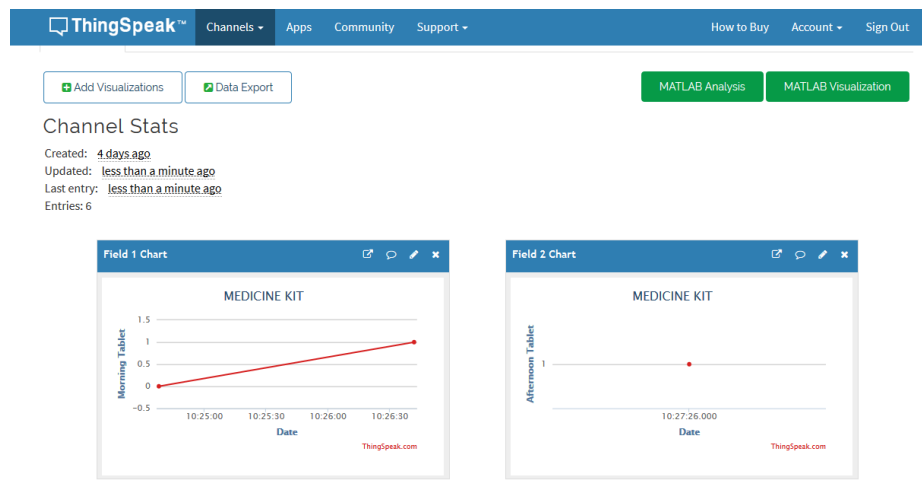 ThingSpeak™ Channels Apps Community Support How to Buy Account Sign Out
Add Visualizations Data Export MATLAB Analysis MATLAB Visualization
Channel Stats
Created: 4 days ago
Updated: less than a minute ago
Last entry: less than a minute ago
Entries: 6
Field 1 Chart
MEDICINE KIT
Morning Tablet
1.5
1
0.5
0
-0.5
10:25:00 10:25:30 10:26:00 10:26:30
Date
ThingSpeak.com
Field 2 Chart
MEDICINE KIT
Afternoon Tablet
1
10:27:26.000
Date
ThingSpeak.com